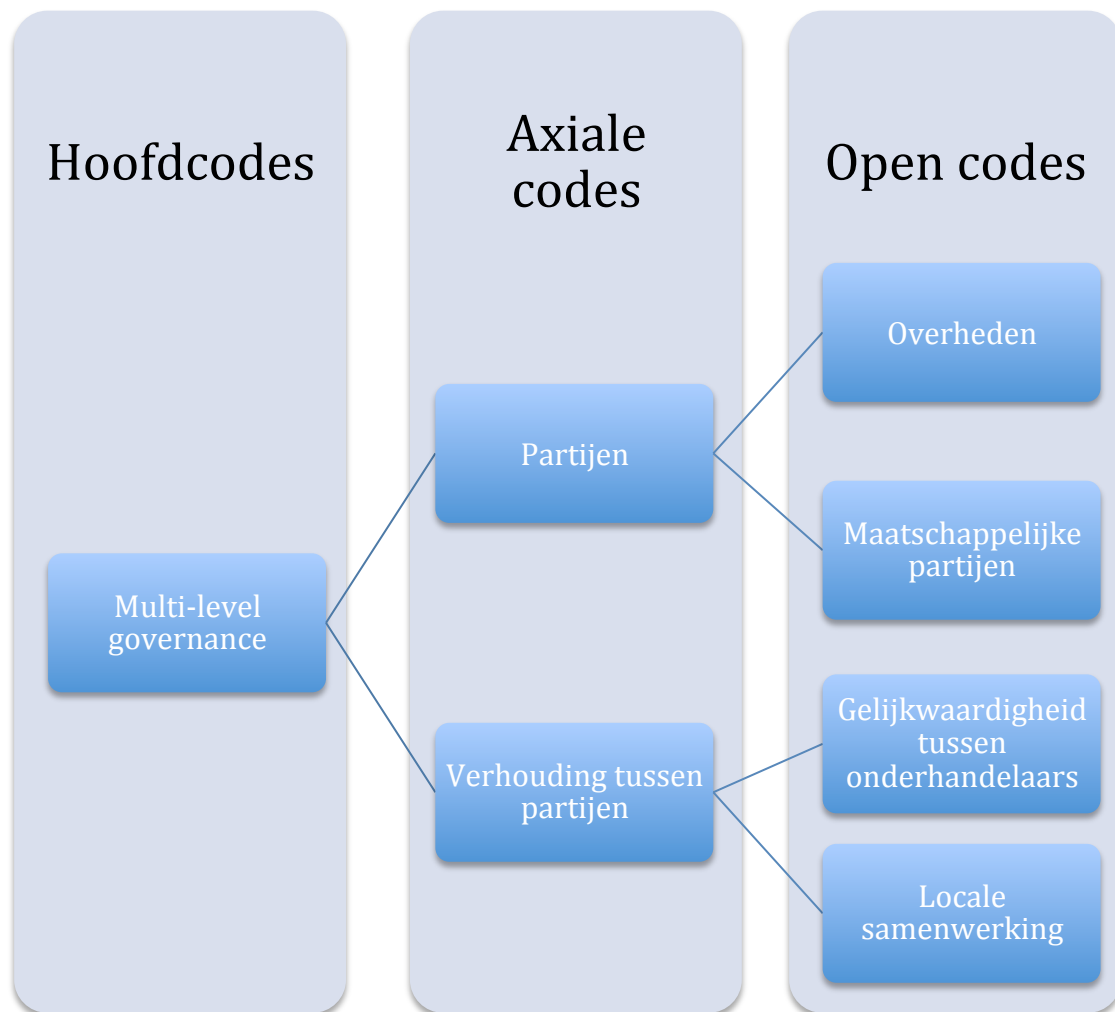 Hoofdcodes
Axiale
codes
Open codes
Multi-level
governance
Partijen
Verhouding tussen
partijen
Overheden
Maatschappelijke
partijen
Gelijkwaardigheid
tussen
onderhandelaars
Locale
samenwerking